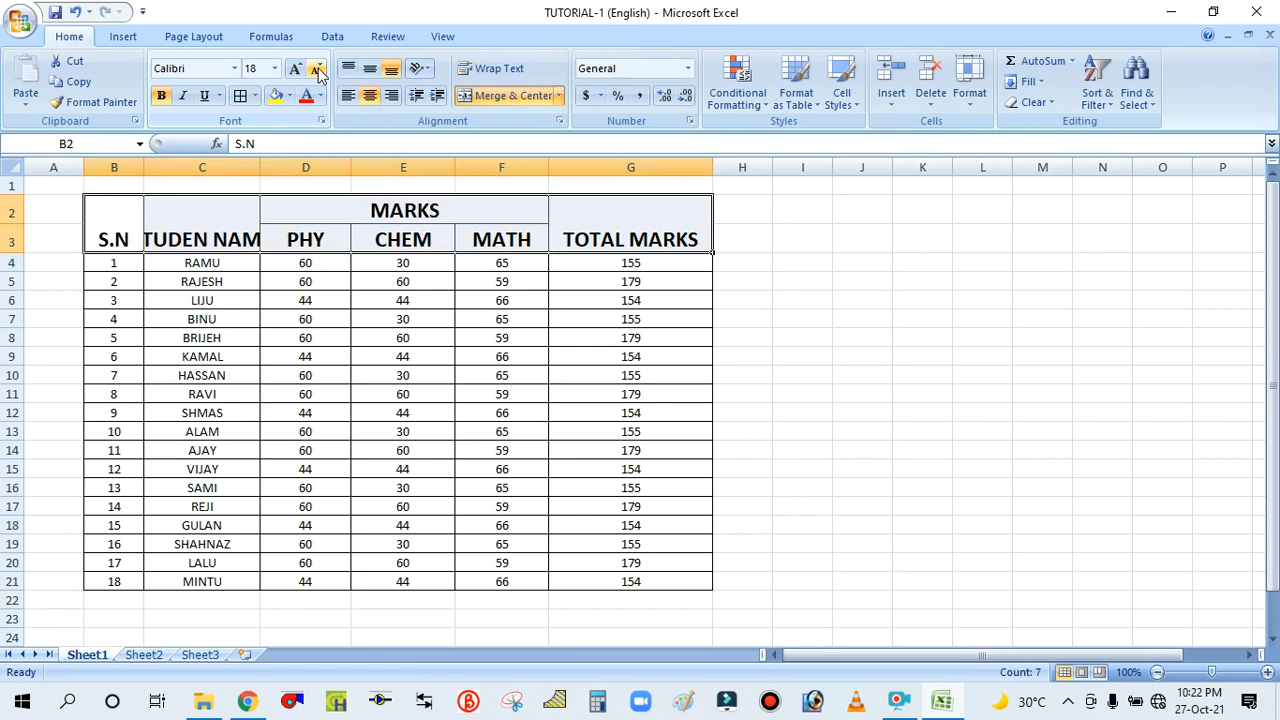 TUTORIAL-1 (English) - Microsoft Excel
Home Insert Page Layout Formulas Data Review View
Paste Cut Copy Format Painter Clipboard
Calibri 18 A A B I U A Font
Wrap Text Merge & Center Alignment
General $ % , .0 .00 .00 .0 Number
Conditional Formatting Format as Table Cell Styles Styles
Insert Delete Format Cells
Σ AutoSum Fill Clear Sort & Filter Find & Select Editing
B2 fx S.N
A B C D E F G H I J K L M N O P
1
2 MARKS
3 S.N TUDEN NAM PHY CHEM MATH TOTAL MARKS
4 1 RAMU 60 30 65 155
5 2 RAJESH 60 60 59 179
6 3 LIJU 44 44 66 154
7 4 BINU 60 30 65 155
8 5 BRIJEH 60 60 59 179
9 6 KAMAL 44 44 66 154
10 7 HASSAN 60 30 65 155
11 8 RAVI 60 60 59 179
12 9 SHMAS 44 44 66 154
13 10 ALAM 60 30 65 155
14 11 AJAY 60 60 59 179
15 12 VIJAY 44 44 66 154
16 13 SAMI 60 30 65 155
17 14 REJI 60 60 59 179
18 15 GULAN 44 44 66 154
19 16 SHAHNAZ 60 30 65 155
20 17 LALU 60 60 59 179
21 18 MINTU 44 44 66 154
22
23
24
Sheet1 Sheet2 Sheet3
Ready Count: 7 100%
30°C 10:22 PM
27-Oct-21